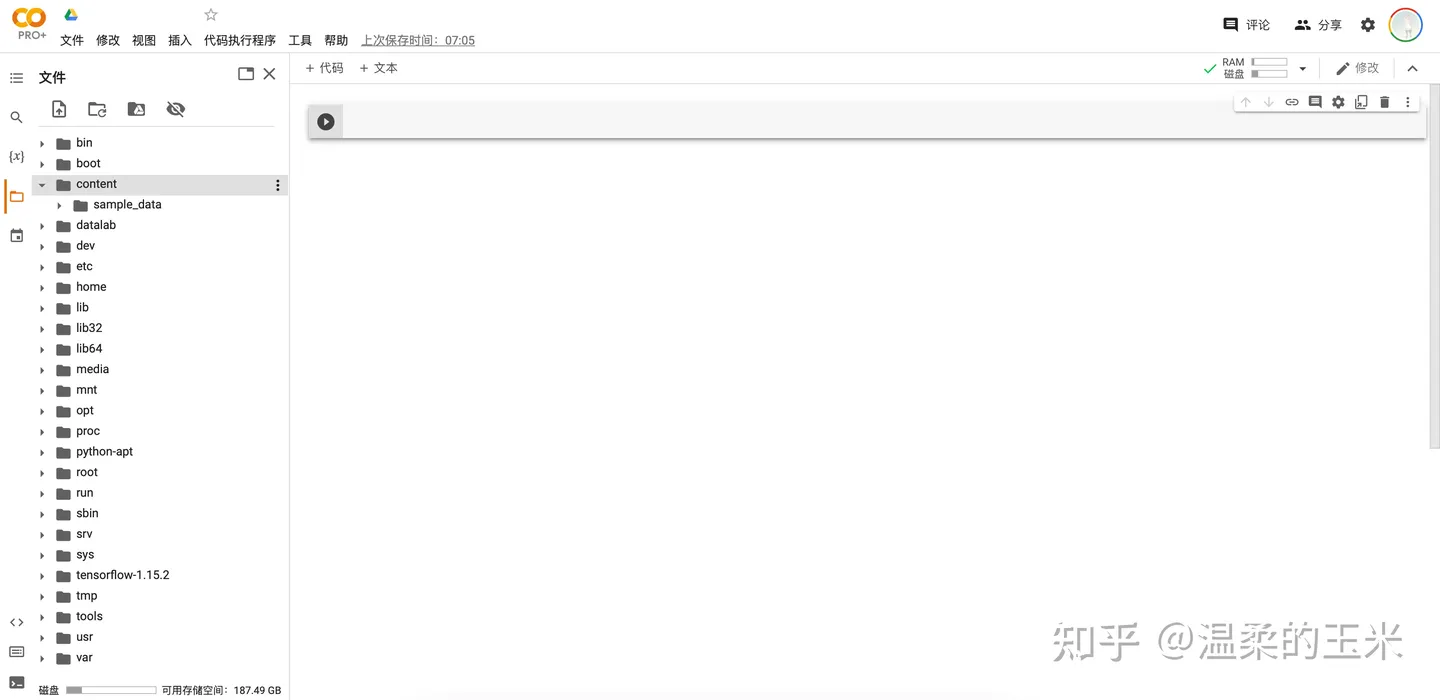 CO
PRO+
文件 修改 视图 插入 代码执行程序 工具 帮助 上次保存时间：07:05
评论 分享
文件
+ 代码 + 文本
RAM
磁盘
修改
{x}
bin
boot
content
sample_data
datalab
dev
etc
home
lib
lib32
lib64
media
mnt
opt
proc
python-apt
root
run
sbin
srv
sys
tensorflow-1.15.2
tmp
tools
usr
var
磁盘 可用存储空间：187.49 GB
知乎 @温柔的玉米